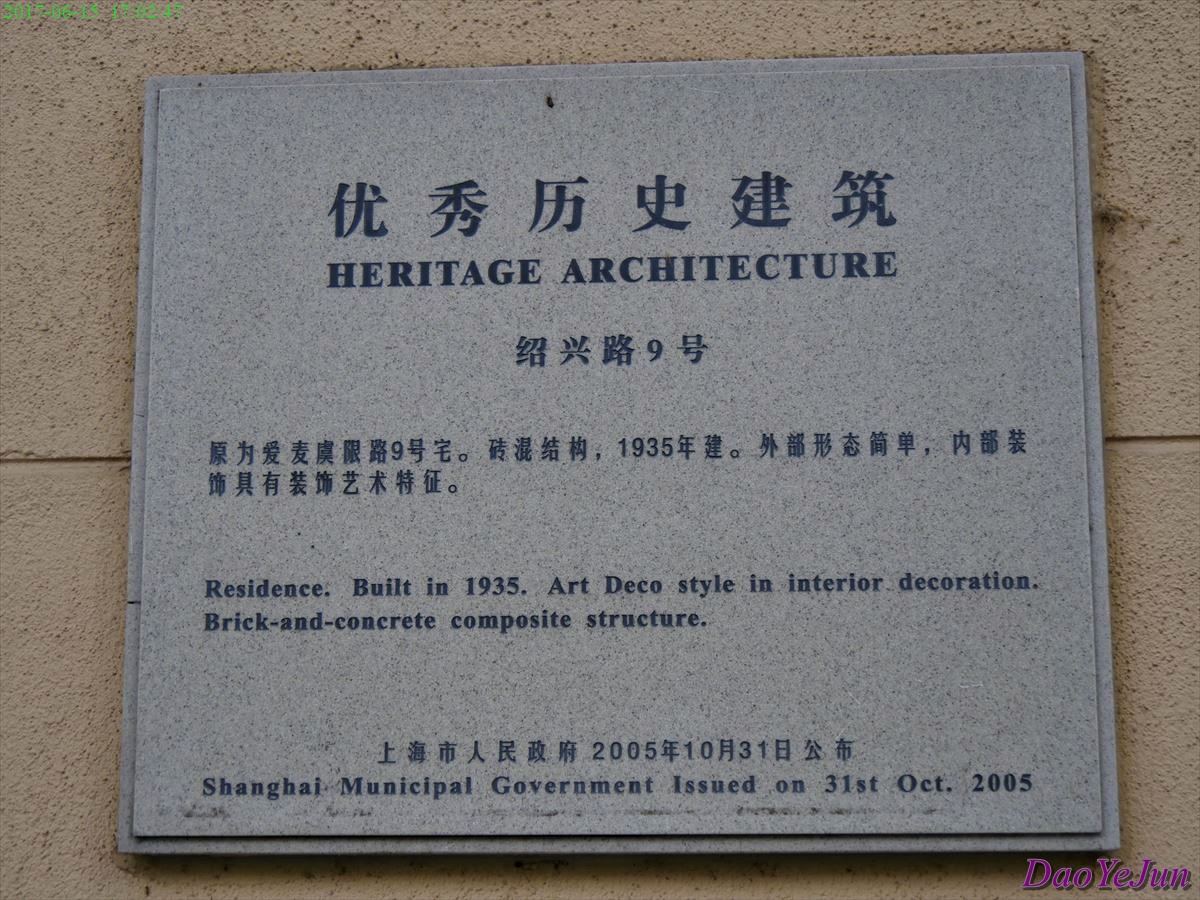 2017-06-15 17:02:47
优秀历史建筑
HERITAGE ARCHITECTURE
绍兴路9号
原为爱麦虞限路9号宅。砖混结构，1935年建。外部形态简单，内部装
饰具有装饰艺术特征。
Residence. Built in 1935. Art Deco style in interior decoration.
Brick-and-concrete composite structure.
上海市人民政府 2005年10月31日公布
Shanghai Municipal Government Issued on 31st Oct. 2005
DaoYeJun